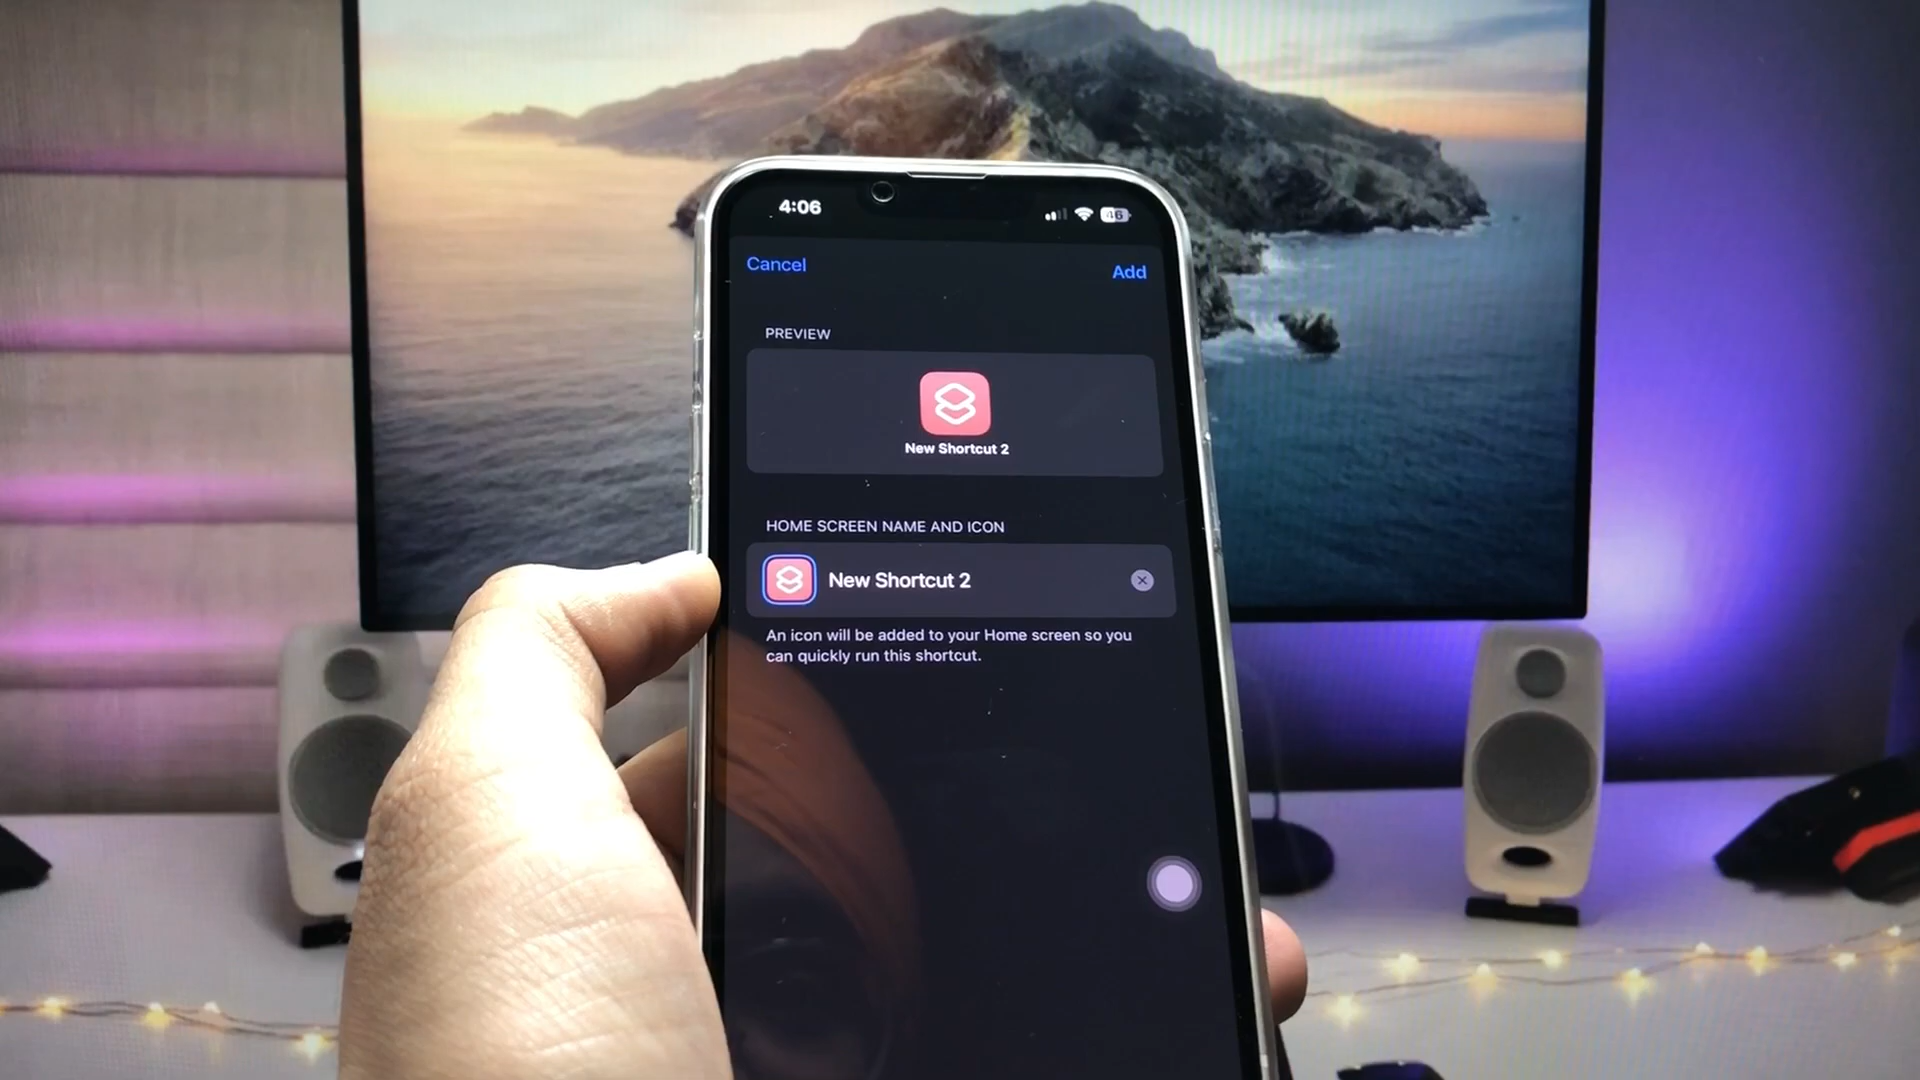 4:06
46
Cancel
Add
PREVIEW
New Shortcut 2
HOME SCREEN NAME AND ICON
New Shortcut 2
An icon will be added to your Home screen so you
can quickly run this shortcut.